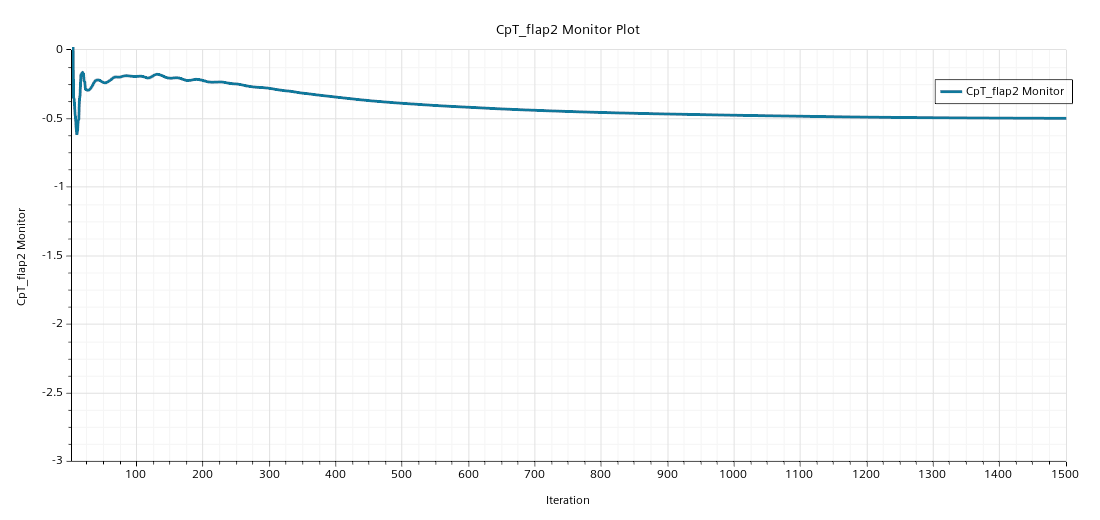 CpT_flap2 Monitor Plot
0
-0.5
-1
-1.5
-2
-2.5
-3
CpT_flap2 Monitor
CpT_flap2 Monitor
100 200 300 400 500 600 700 800 900 1000 1100 1200 1300 1400 1500
Iteration